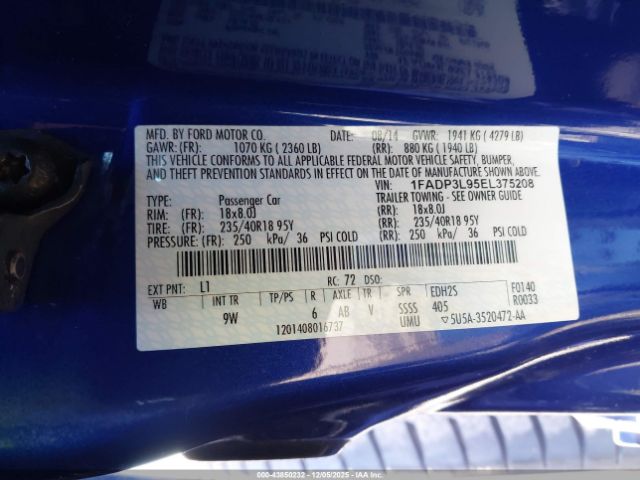 MFD. BY FORD MOTOR CO. DATE: 08/14 GVWR: 1941 KG ( 4279 LB)
GAWR: (FR): 1070 KG ( 2360 LB) (RR): 880 KG ( 1940 LB)
THIS VEHICLE CONFORMS TO ALL APPLICABLE FEDERAL MOTOR VEHICLE SAFETY, BUMPER,
AND THEFT PREVENTION STANDARDS IN EFFECT ON THE DATE OF MANUFACTURE SHOWN ABOVE.
VIN: 1FADP3L95EL375208
TYPE: Passenger Car TRAILER TOWING - SEE OWNER GUIDE
RIM: (FR) 18x8.0J (RR): 18x8.0J
TIRE: (FR) 235/40R18 95Y (RR) 235/40R18 95Y
PRESSURE: (FR) 250 kPa/ 36 PSI COLD (RR) 250 kPa/ 36 PSI COLD
EXT PNT: L1 RC: 72 DSO:
WB INT TR TP/PS R AXLE TR SPR EDH2S F0140
9W 6 AB V SSSS 405 R0033
1201408016737 UMU ▽ 5U5A-3520472-AA
000-43850232 - 12/05/2025 - IAAI.com